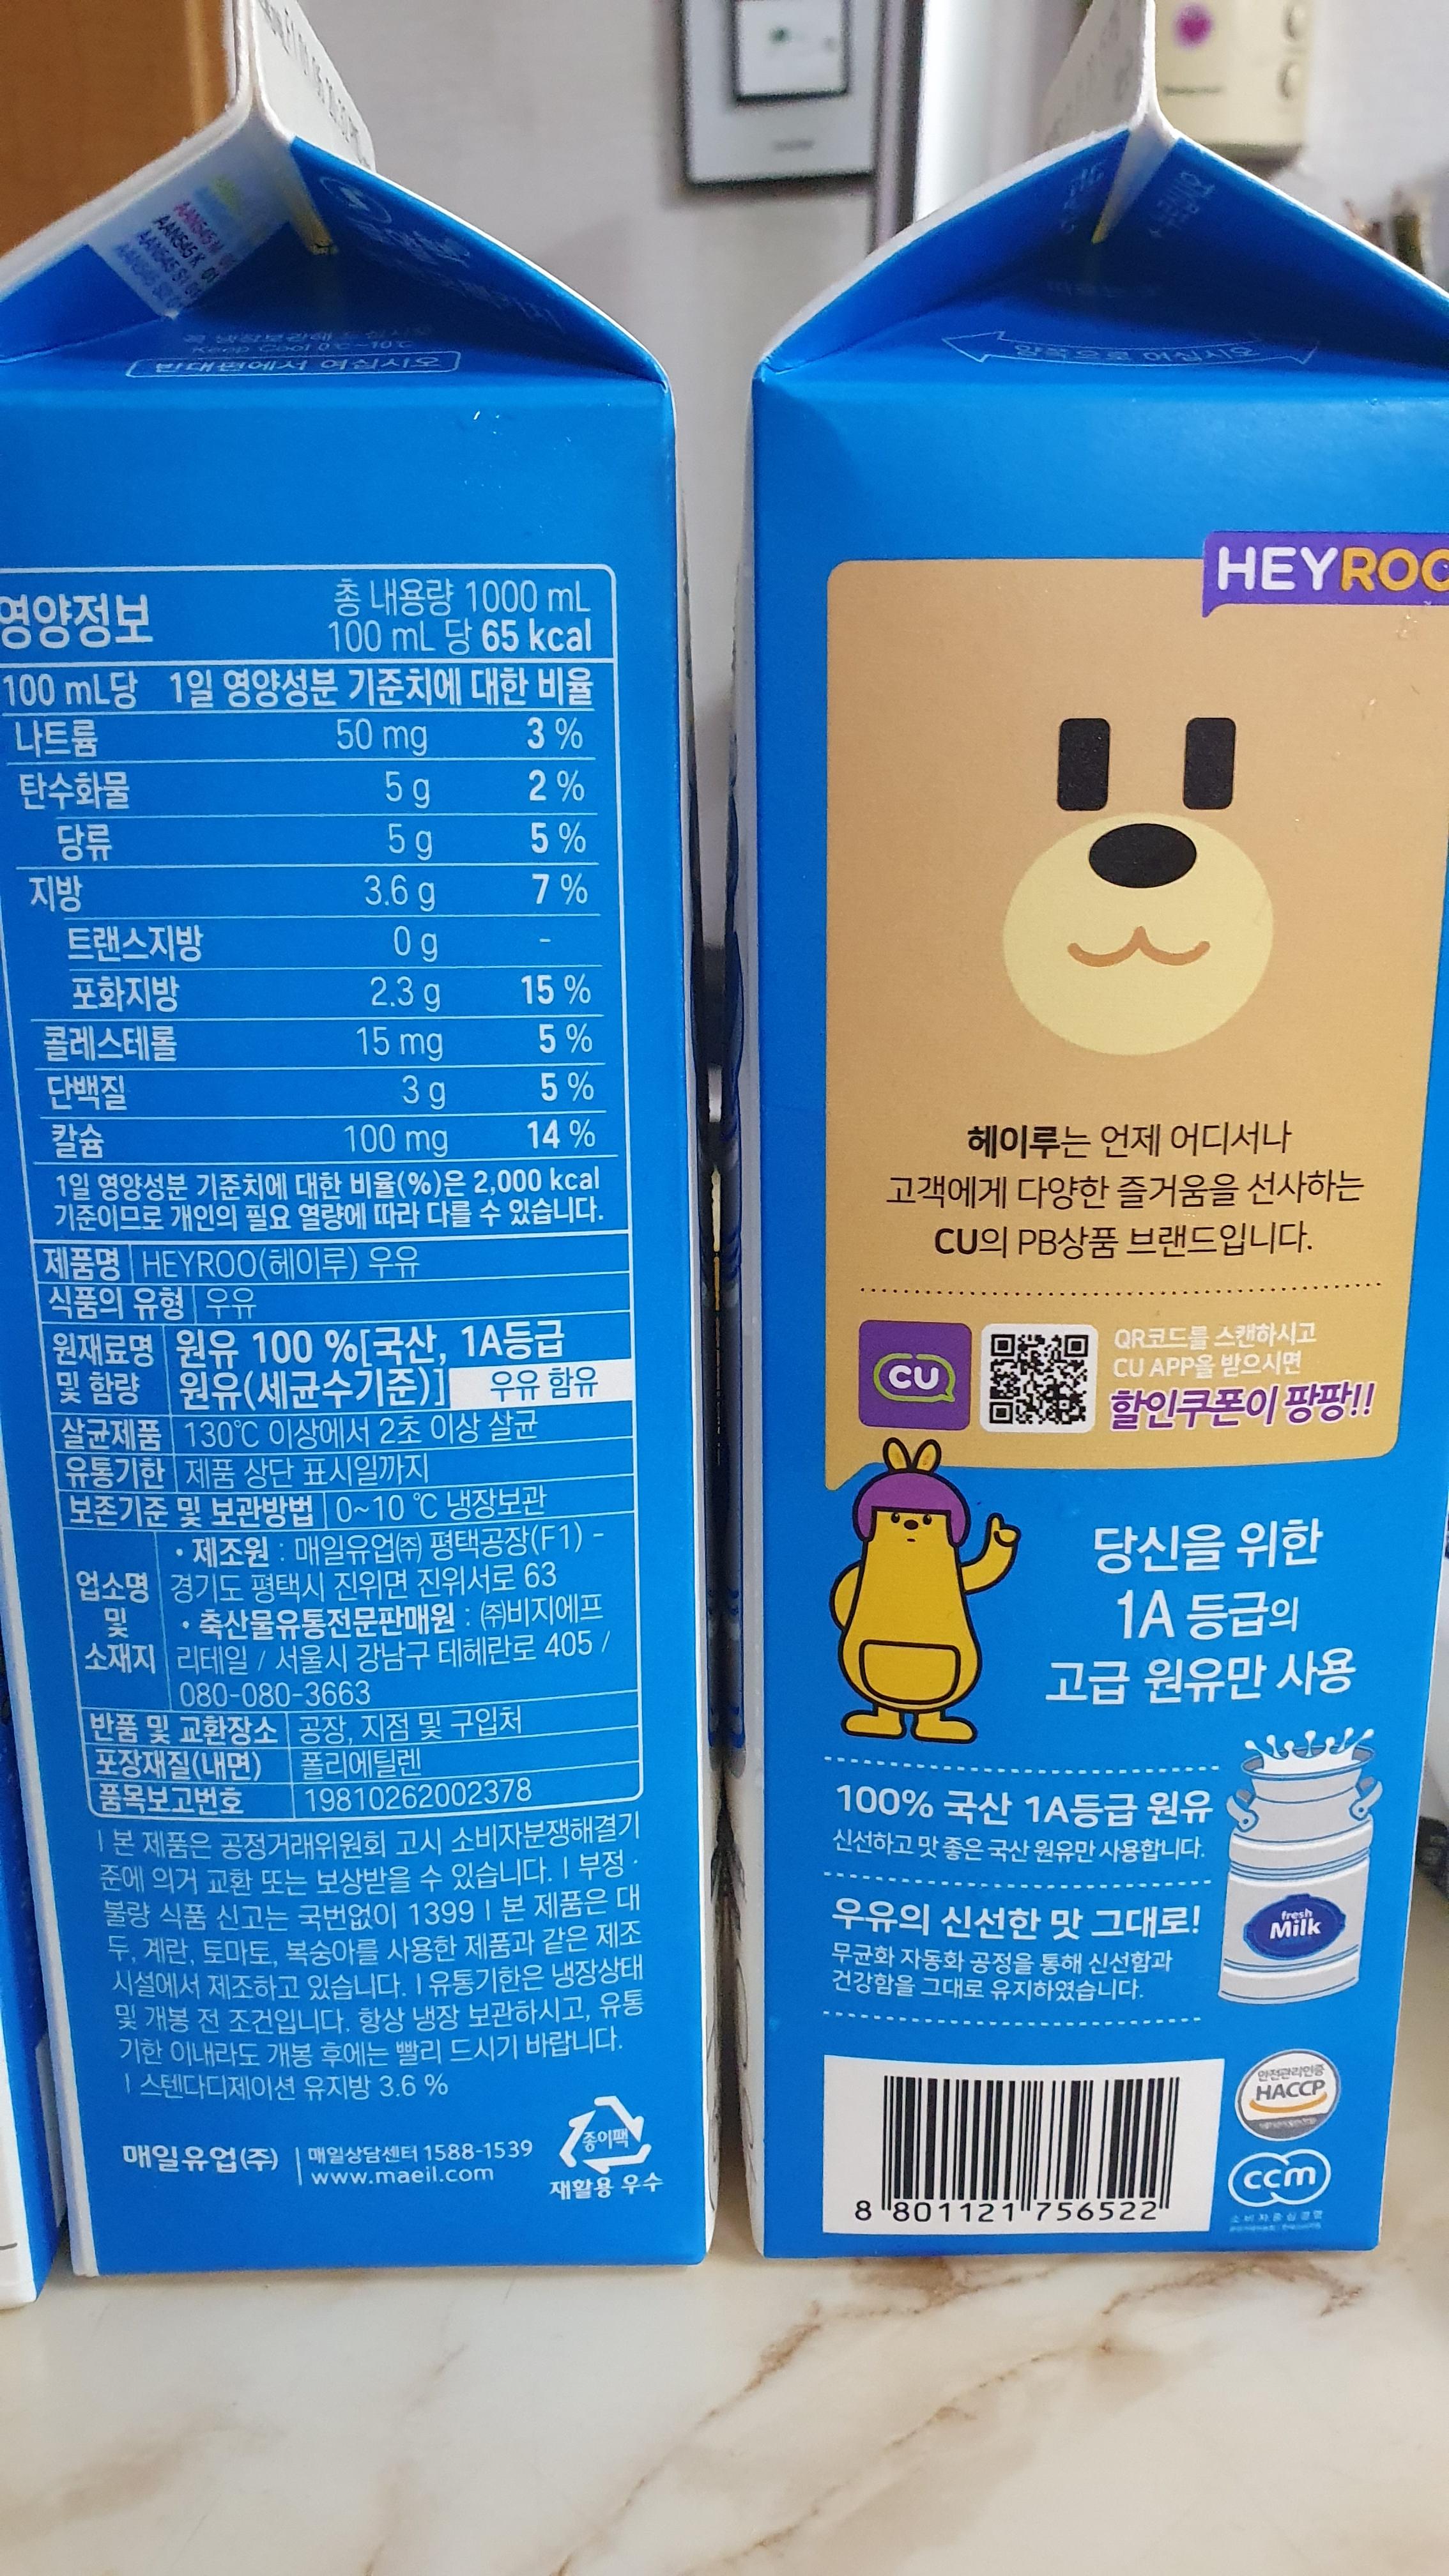 Keep Cool 0℃~10℃
반대편에서 여십시오
영양정보
총 내용량 1000 mL
100 mL 당 65 kcal
100 mL당 1일 영양성분 기준치에 대한 비율
나트륨 50 mg 3 %
탄수화물 5 g 2 %
당류 5 g 5 %
지방 3.6 g 7 %
트랜스지방 0 g -
포화지방 2.3 g 15 %
콜레스테롤 15 mg 5 %
단백질 3 g 5 %
칼슘 100 mg 14 %
1일 영양성분 기준치에 대한 비율(%)은 2,000 kcal
기준이므로 개인의 필요 열량에 따라 다를 수 있습니다.
제품명 HEYROO(헤이루) 우유
식품의 유형 우유
원재료명 원유 100 %[국산, 1A등급
및 함량 원유(세균수기준)] 우유 함유
살균제품 130℃ 이상에서 2초 이상 살균
유통기한 제품 상단 표시일까지
보존기준 및 보관방법 0~10 ℃ 냉장보관
업소명 및 소재지
• 제조원 : 매일유업㈜ 평택공장(F1) -
경기도 평택시 진위면 진위서로 63
• 축산물유통전문판매원 : ㈜비지에프
리테일 / 서울시 강남구 테헤란로 405 /
080-080-3663
반품 및 교환장소 공장, 지점 및 구입처
포장재질(내면) 폴리에틸렌
품목보고번호 19810262002378
| 본 제품은 공정거래위원회 고시 소비자분쟁해결기
준에 의거 교환 또는 보상받을 수 있습니다. | 부정·
불량 식품 신고는 국번없이 1399 | 본 제품은 대
두, 계란, 토마토, 복숭아를 사용한 제품과 같은 제조
시설에서 제조하고 있습니다. | 유통기한은 냉장상태
및 개봉 전 조건입니다. 항상 냉장 보관하시고, 유통
기한 이내라도 개봉 후에는 빨리 드시기 바랍니다.
| 스텐다디제이션 유지방 3.6 %
매일유업(주) | 매일상담센터 1588-1539
www.maeil.com
종이팩
재활용 우수
양쪽으로 여십시오
HEYROO
헤이루는 언제 어디서나
고객에게 다양한 즐거움을 선사하는
CU의 PB상품 브랜드입니다.
CU
QR코드를 스캔하시고
CU APP을 받으시면
할인쿠폰이 팡팡!!
당신을 위한
1A 등급의
고급 원유만 사용
100% 국산 1A등급 원유
신선하고 맛 좋은 국산 원유만 사용합니다.
우유의 신선한 맛 그대로!
무균화 자동화 공정을 통해 신선함과
건강함을 그대로 유지하였습니다.
fresh
Milk
8 801121 756522
안전관리인증
HACCP
ccm
소비자중심경영